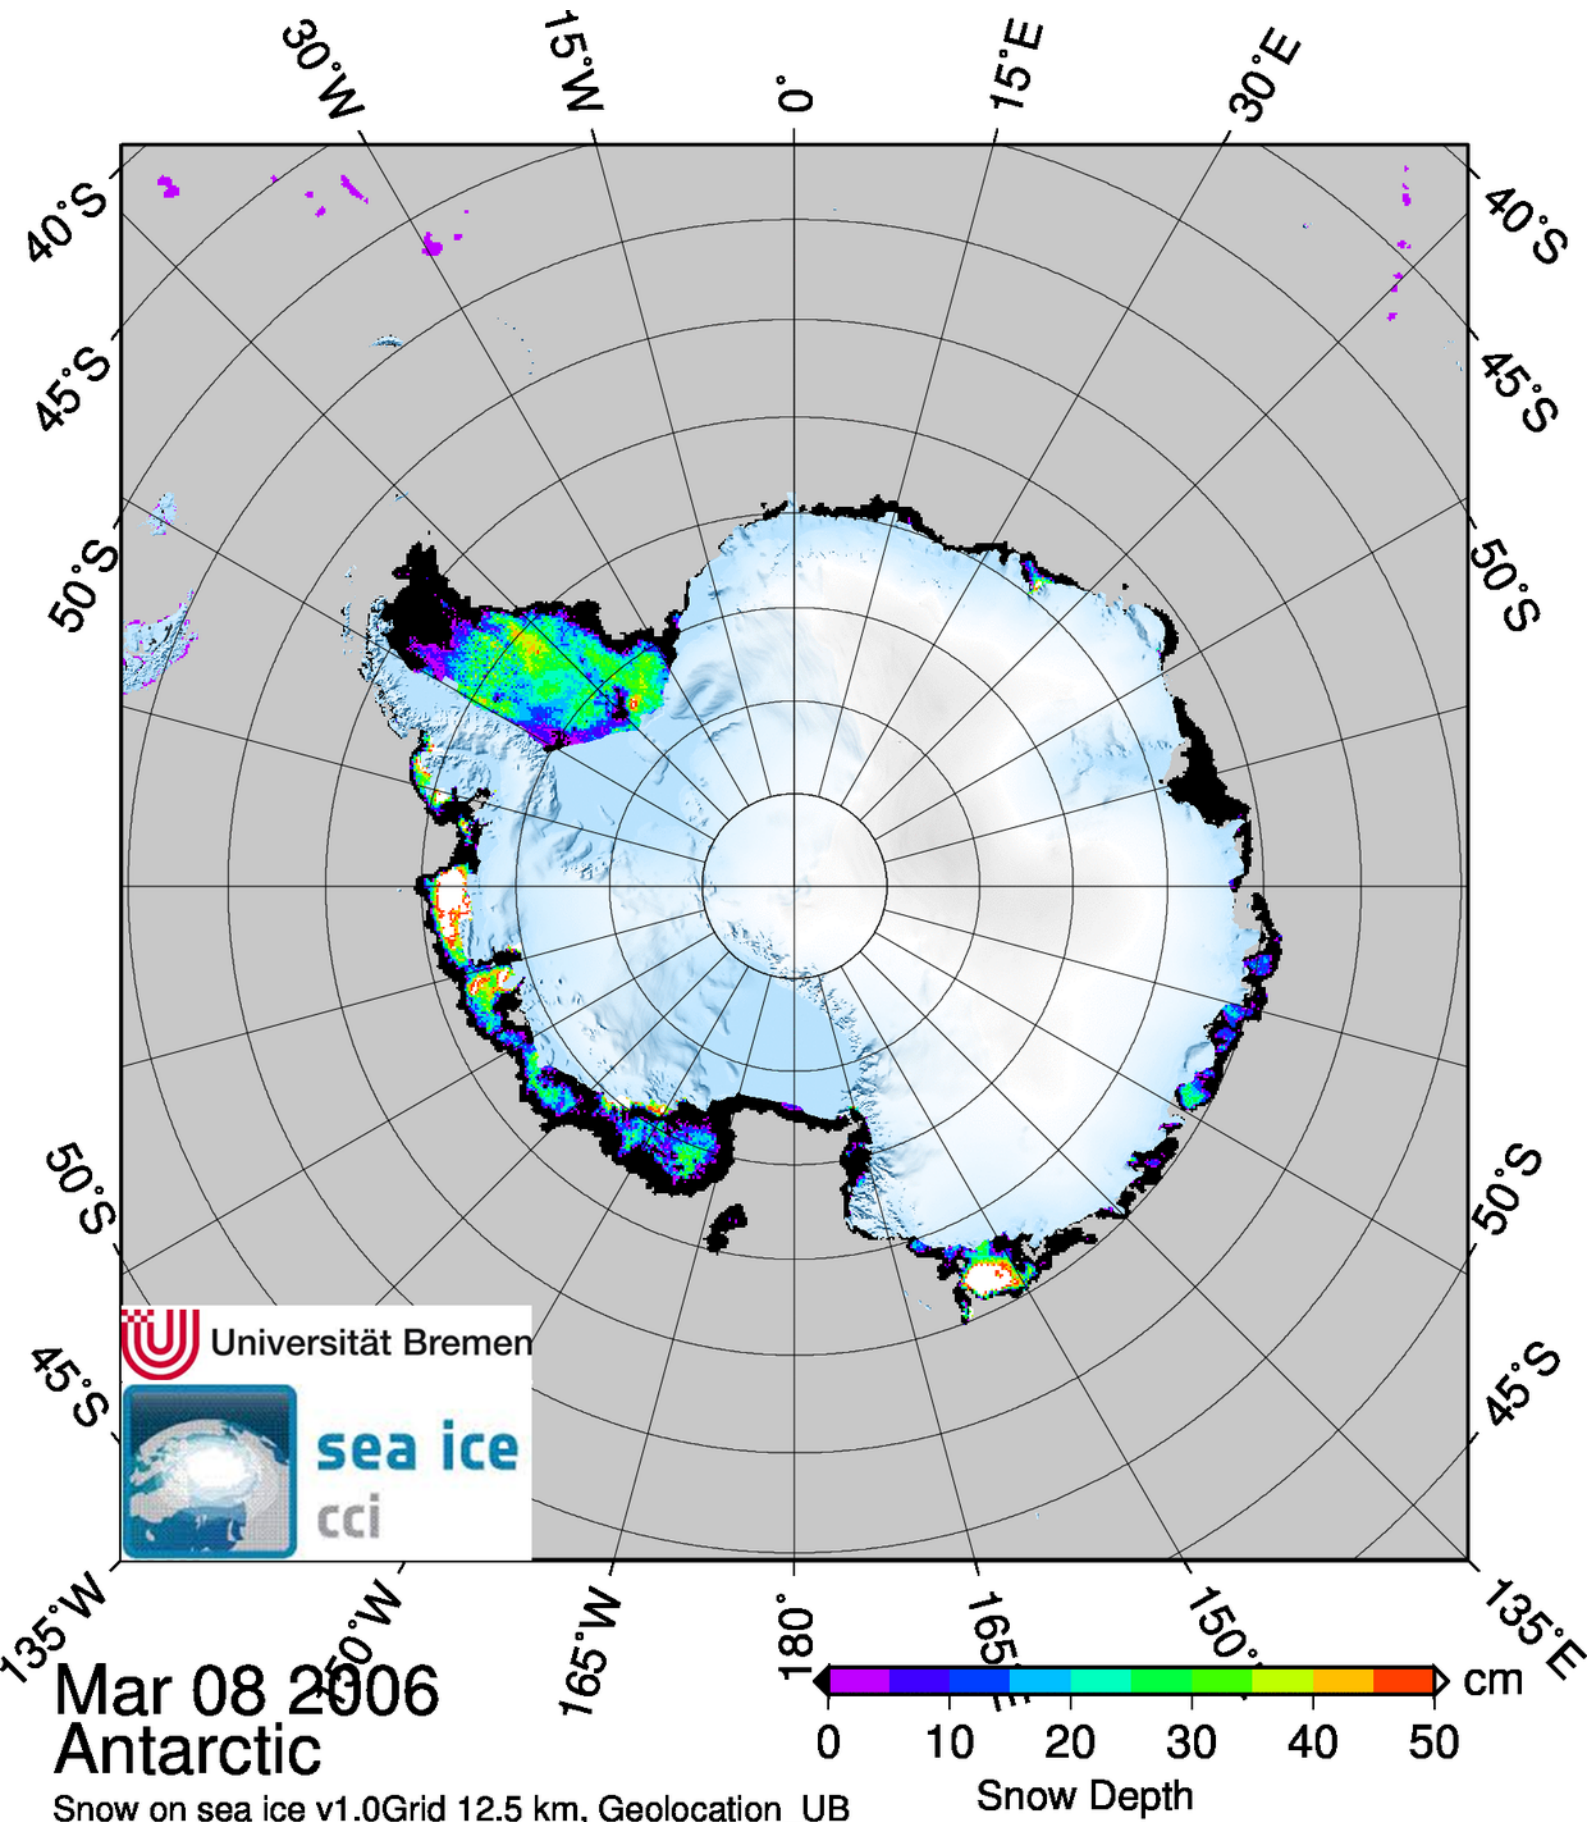 30°W 15°W 0° 15°E 30°E
40°S 40°S
45°S 45°S
50°S 50°S
50°S 50°S
45°S 45°S
Universität Bremen
sea ice
cci
135°W 150°W 165°W 180° 165°E 150° 135°E
Mar 08 2006
Antarctic
Snow on sea ice v1.0Grid 12.5 km, Geolocation UB
cm
0 10 20 30 40 50
Snow Depth